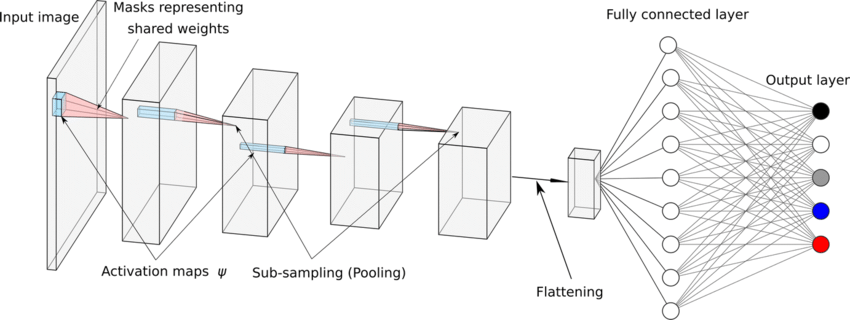 Input image
Masks representing
shared weights
Fully connected layer
Output layer
Activation maps ψ
Sub-sampling (Pooling)
Flattening